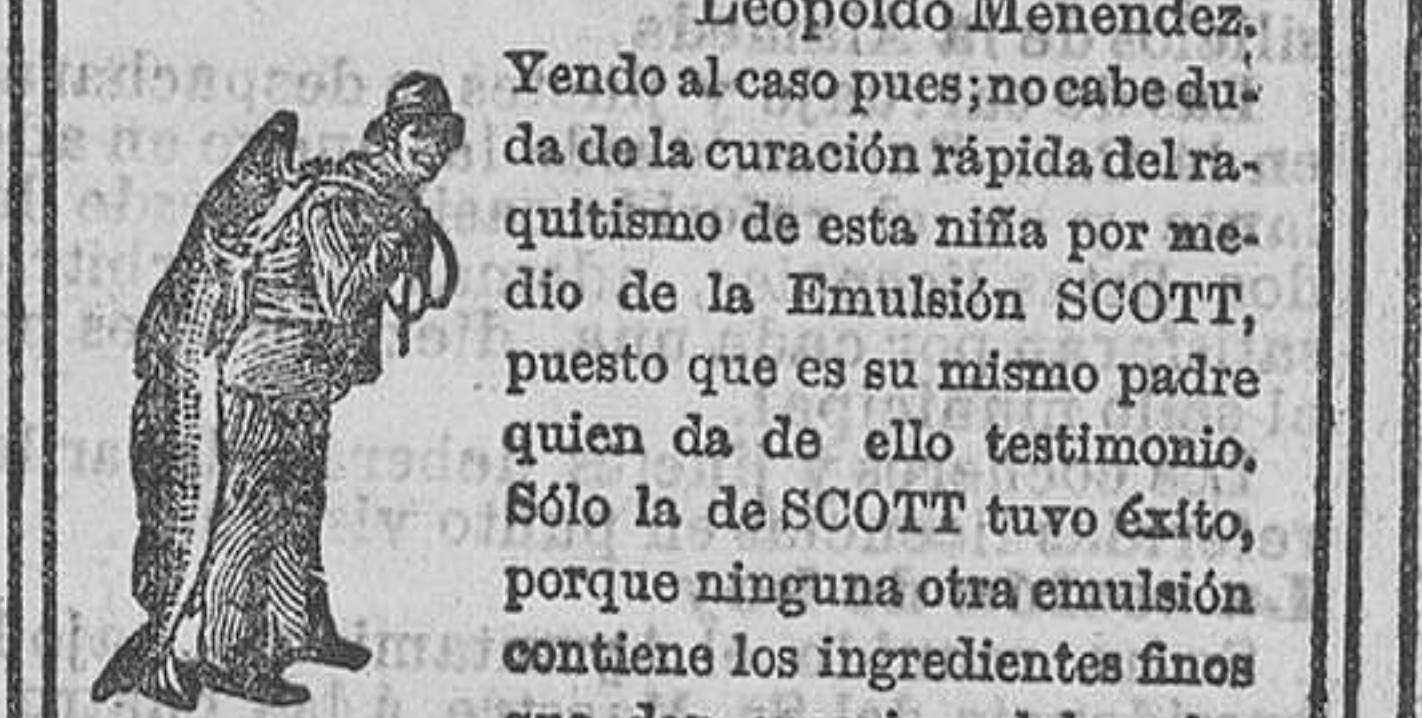 Leopoldo Menéndez.
Yendo al caso pues; no cabe du-
da de la curación rápida del ra-
quitismo de esta niña por me-
dio de la Emulsión SCOTT,
puesto que es su mismo padre
quien da de ello testimonio.
Sólo la de SCOTT tuvo éxito,
porque ninguna otra emulsión
contiene los ingredientes finos